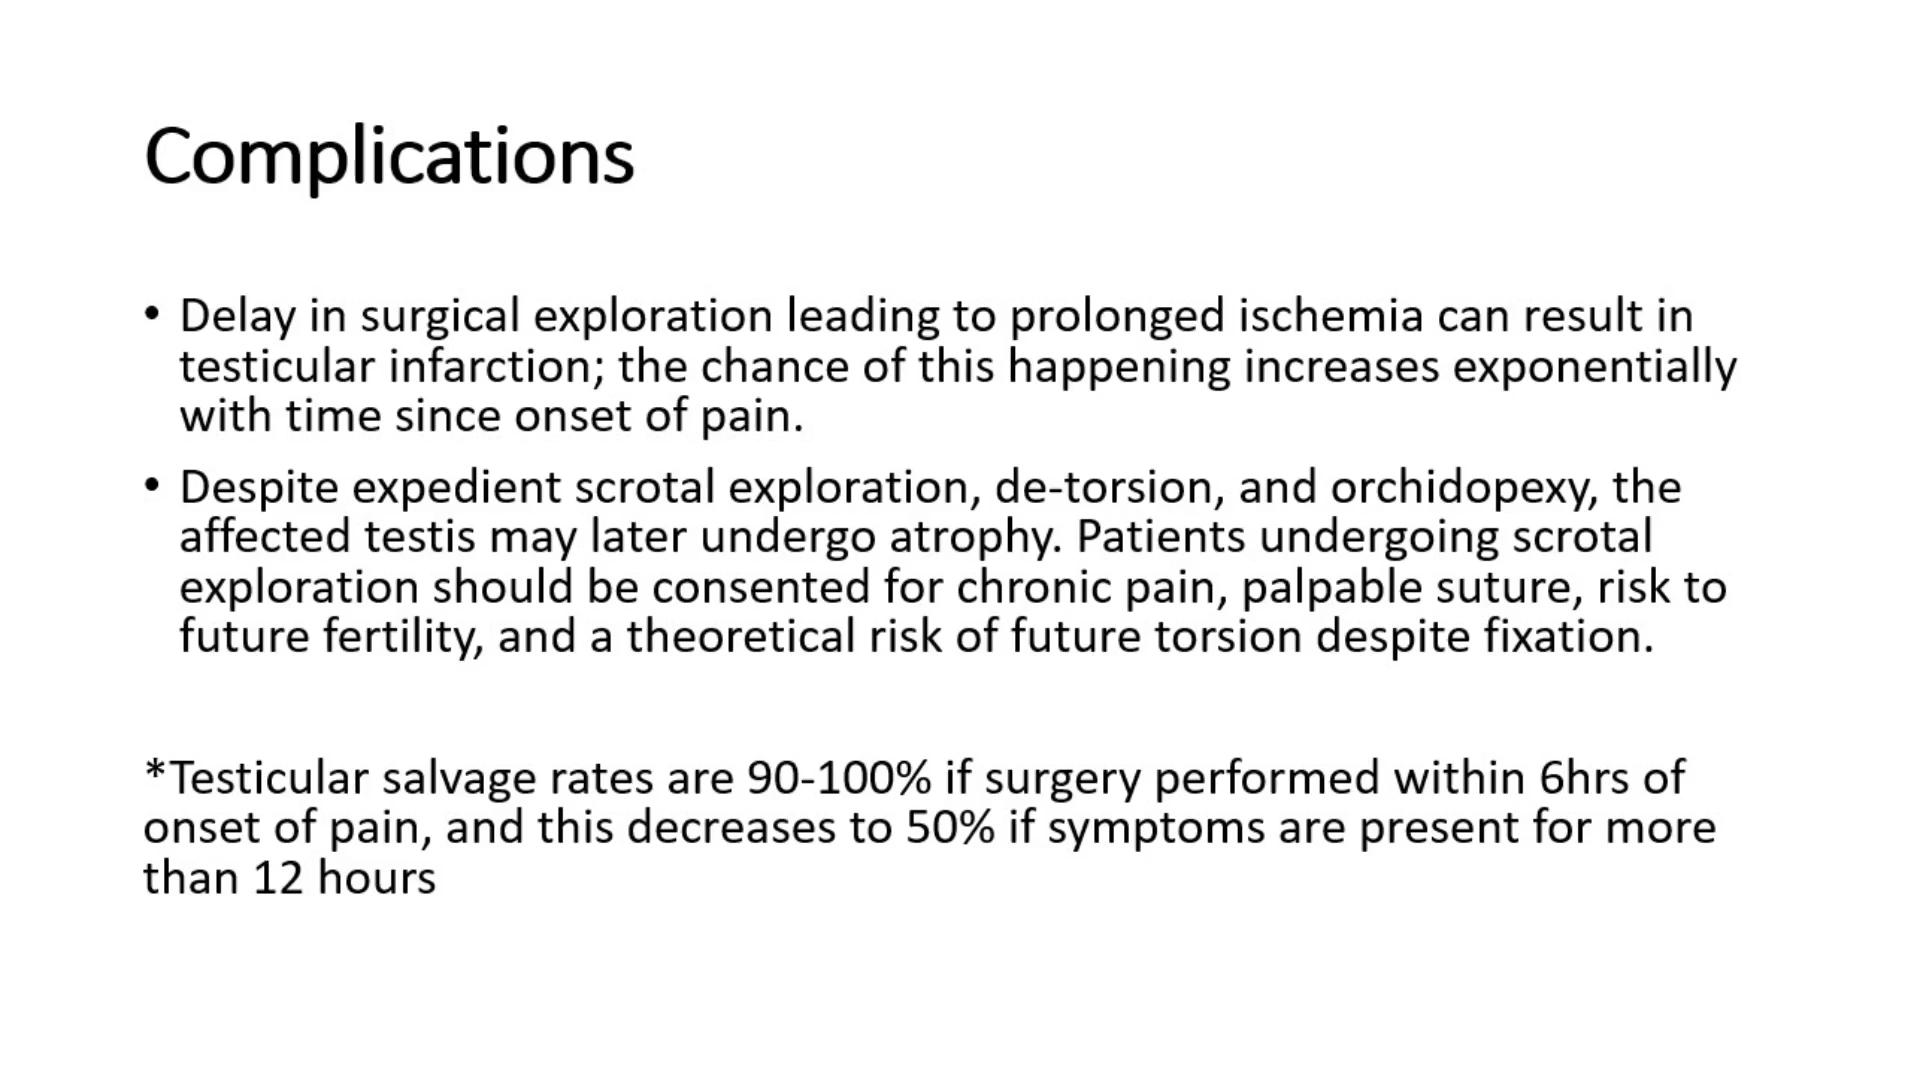 Complications
• Delay in surgical exploration leading to prolonged ischemia can result in
testicular infarction; the chance of this happening increases exponentially
with time since onset of pain.
• Despite expedient scrotal exploration, de-torsion, and orchidopexy, the
affected testis may later undergo atrophy. Patients undergoing scrotal
exploration should be consented for chronic pain, palpable suture, risk to
future fertility, and a theoretical risk of future torsion despite fixation.
*Testicular salvage rates are 90-100% if surgery performed within 6hrs of
onset of pain, and this decreases to 50% if symptoms are present for more
than 12 hours